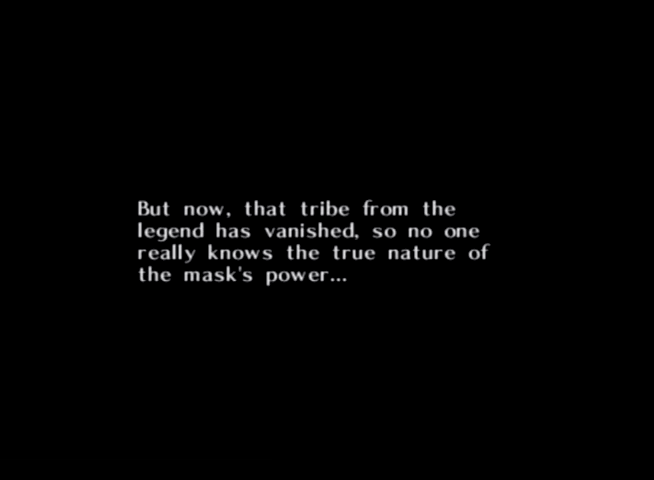 But now, that tribe from the
legend has vanished, so no one
really knows the true nature of
the mask's power...